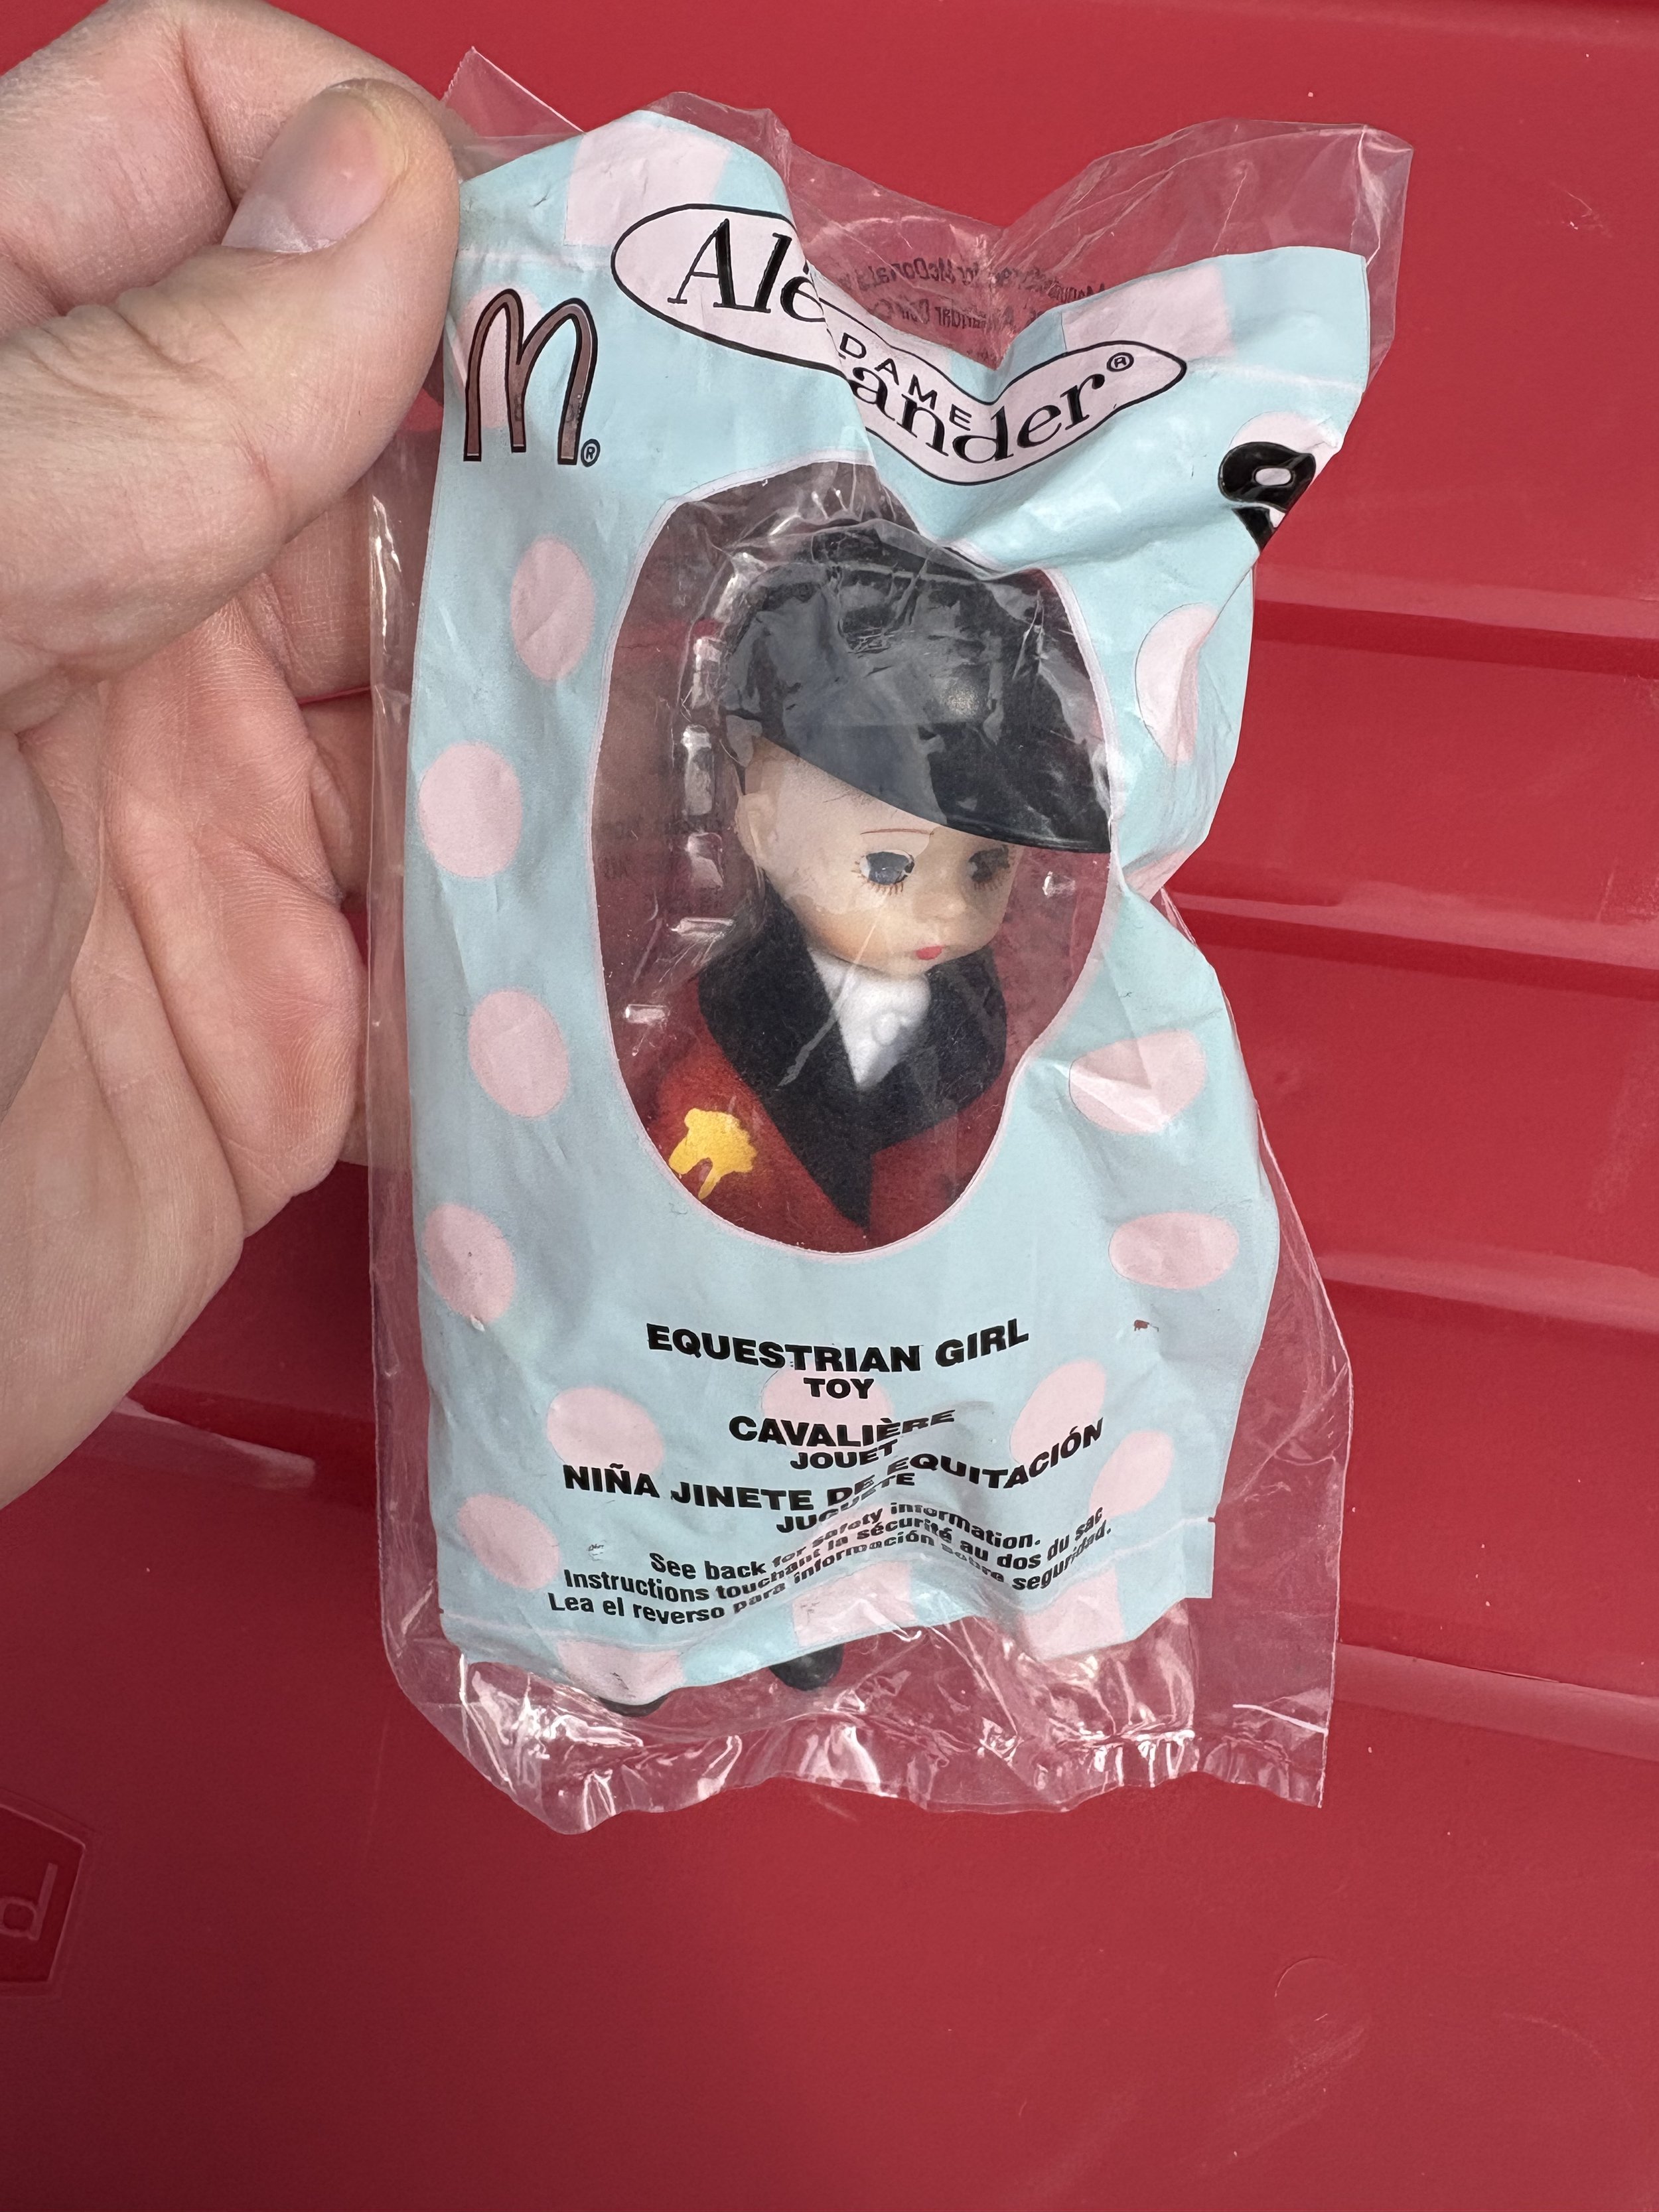 M®
MADAME
Alexander®
8
EQUESTRIAN GIRL
TOY
CAVALIÈRE
JOUET
NIÑA JINETE DE EQUITACIÓN
JUGUETE
See back for safety information.
Instructions touchant la sécurité au dos du sac
Lea el reverso para información sobre seguridad.